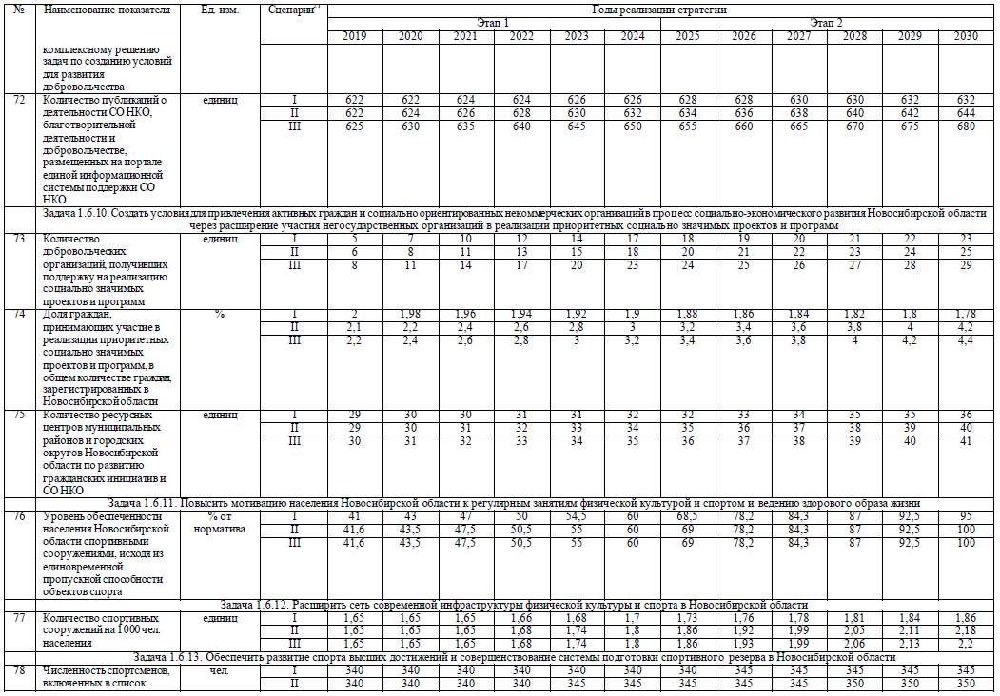 № Наименование показателя Ед. изм. Сценарии Годы реализации стратегии
Этап 1 Этап 2
2019 2020 2021 2022 2023 2024 2025 2026 2027 2028 2029 2030
комплексному решению
задач по созданию условий
для развития
добровольчества
72 Количество публикаций о единиц I 622 622 624 624 626 626 628 628 630 630 632 632
деятельности СО НКО, II 622 624 626 628 630 632 634 636 638 640 642 644
благотворительной III 625 630 635 640 645 650 655 660 665 670 675 680
деятельности и
добровольчестве,
размещенных на портале
единой информационной
системы поддержки СО
НКО
Задача 1.6.10. Создать условия для привлечения активных граждан и социально ориентированных некоммерческих организаций в процесс социально-экономического развития Новосибирской области
через расширение участия негосударственных организаций в реализации приоритетных социально значимых проектов и программ
73 Количество единиц I 5 7 10 12 14 17 18 19 20 21 22 23
добровольческих II 6 8 11 13 15 18 20 21 22 23 24 25
организаций, получивших III 8 11 14 17 20 23 24 25 26 27 28 29
поддержку на реализацию
социально значимых
проектов и программ
74 Доля граждан, % I 2 1,98 1,96 1,94 1,92 1,9 1,88 1,86 1,84 1,82 1,8 1,78
принимающих участие в II 2,1 2,2 2,4 2,6 2,8 3 3,2 3,4 3,6 3,8 4 4,2
реализации приоритетных III 2,2 2,4 2,6 2,8 3 3,2 3,4 3,6 3,8 4 4,2 4,4
социально значимых
проектов и программ, в
общем количестве граждан,
зарегистрированных в
Новосибирской области
75 Количество ресурсных единиц I 29 30 30 31 31 32 32 33 34 35 35 36
центров муниципальных II 29 30 31 32 33 34 35 36 37 38 39 40
районов и городских III 30 31 32 33 34 35 36 37 38 39 40 41
округов Новосибирской
области по развитию
гражданских инициатив и
СО НКО
Задача 1.6.11. Повысить мотивацию населения Новосибирской области к регулярным занятиям физической культурой и спортом и ведению здорового образа жизни
76 Уровень обеспеченности % от I 41 43 47 50 54,5 60 68,5 78,2 84,3 87 92,5 95
населения Новосибирской норматива II 41,6 43,5 47,5 50,5 55 60 69 78,2 84,3 87 92,5 100
области спортивными III 41,6 43,5 47,5 50,5 55 60 69 78,2 84,3 87 92,5 100
сооружениями, исходя из
единовременной
пропускной способности
объектов спорта
Задача 1.6.12. Расширить сеть современной инфраструктуры физической культуры и спорта в Новосибирской области
77 Количество спортивных единиц I 1,65 1,65 1,65 1,66 1,68 1,7 1,73 1,76 1,78 1,81 1,84 1,86
сооружений на 1000 чел. II 1,65 1,65 1,65 1,68 1,74 1,8 1,86 1,92 1,99 2,05 2,11 2,18
населения III 1,65 1,65 1,65 1,68 1,74 1,8 1,86 1,93 1,99 2,06 2,13 2,2
Задача 1.6.13. Обеспечить развитие спорта высших достижений и совершенствование системы подготовки спортивного резерва в Новосибирской области
78 Численность спортсменов, чел. I 340 340 340 340 340 340 340 345 345 345 345 345
включенных в список II 340 340 340 340 345 345 345 345 345 350 350 350